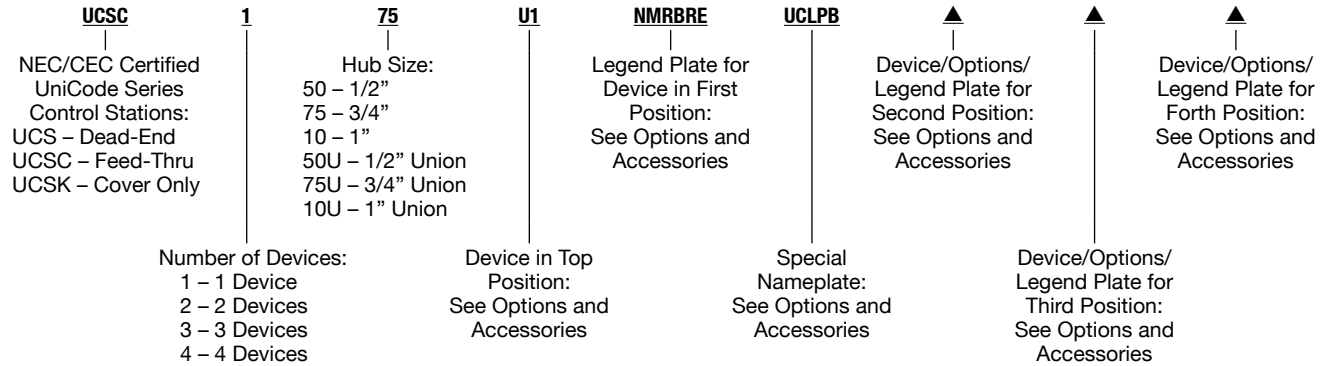 UCSC 1 75 U1 NMRBRE UCLPB ▲ ▲ ▲
NEC/CEC Certified
UniCode Series
Control Stations:
UCS – Dead-End
UCSC – Feed-Thru
UCSK – Cover Only
Number of Devices:
1 – 1 Device
2 – 2 Devices
3 – 3 Devices
4 – 4 Devices
Hub Size:
50 – 1/2”
75 – 3/4”
10 – 1”
50U – 1/2” Union
75U – 3/4” Union
10U – 1” Union
Device in Top
Position:
See Options and
Accessories
Legend Plate for
Device in First
Position:
See Options and
Accessories
Special
Nameplate:
See Options and
Accessories
Device/Options/
Legend Plate for
Second Position:
See Options and
Accessories
Device/Options/
Legend Plate for
Third Position:
See Options and
Accessories
Device/Options/
Legend Plate for
Forth Position:
See Options and
Accessories